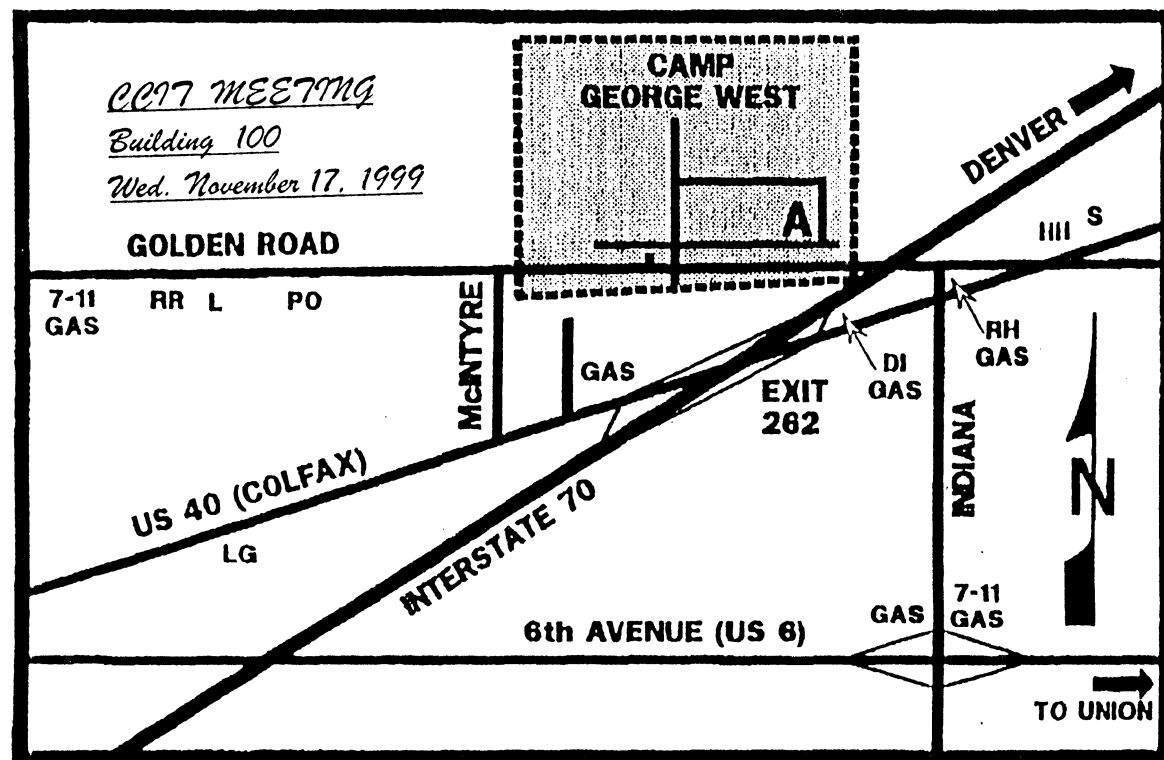 CCIT MEETING
Building 100
Wed. November 17, 1999
CAMP
GEORGE WEST
A
DENVER
GOLDEN ROAD
IIII S
7-11
GAS
RR L PO
McINTYRE
GAS
RH
GAS
DI
GAS
EXIT
262
INDIANA
N
US 40 (COLFAX)
LG
INTERSTATE 70
6th AVENUE (US 6)
GAS
7-11
GAS
TO UNION